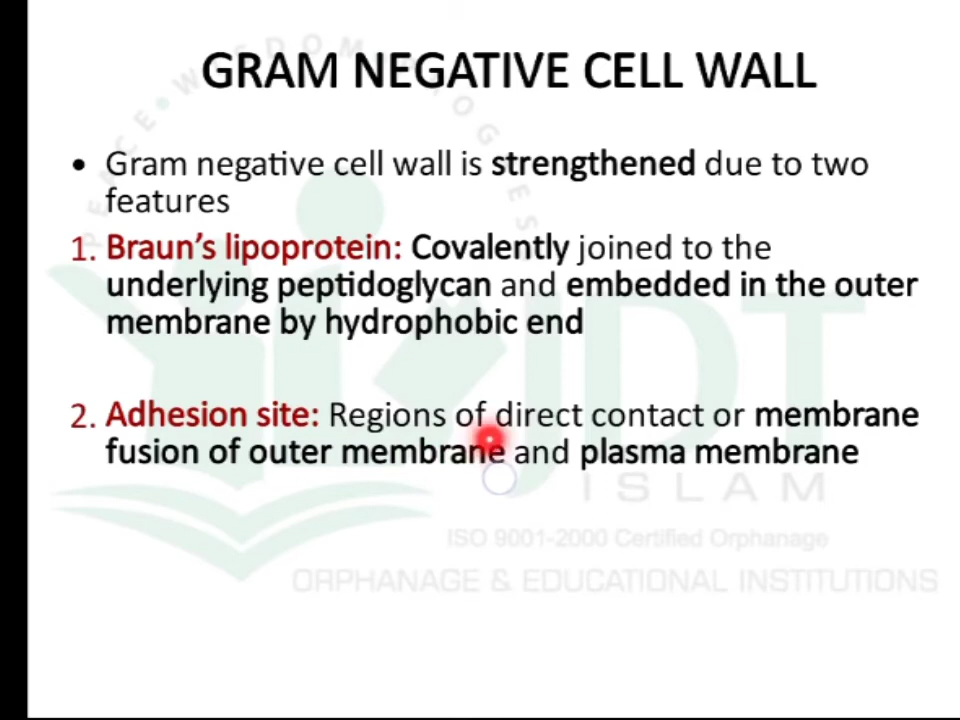 GRAM NEGATIVE CELL WALL
• Gram negative cell wall is strengthened due to two
features
1. Braun's lipoprotein: Covalently joined to the
underlying peptidoglycan and embedded in the outer
membrane by hydrophobic end
2. Adhesion site: Regions of direct contact or membrane
fusion of outer membrane and plasma membrane
JDT
ISLAM
ISO 9001-2000 Certified Orphanage
ORPHANAGE & EDUCATIONAL INSTITUTIONS